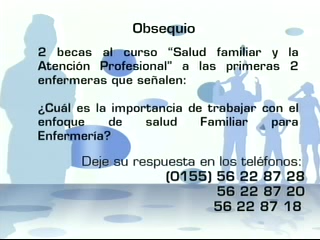 Obsequio
2 becas al curso “Salud familiar y la
Atención Profesional” a las primeras 2
enfermeras que señalen:
¿Cuál es la importancia de trabajar con el
enfoque de salud Familiar para
Enfermería?
Deje su respuesta en los teléfonos:
(0155) 56 22 87 28
56 22 87 20
56 22 87 18